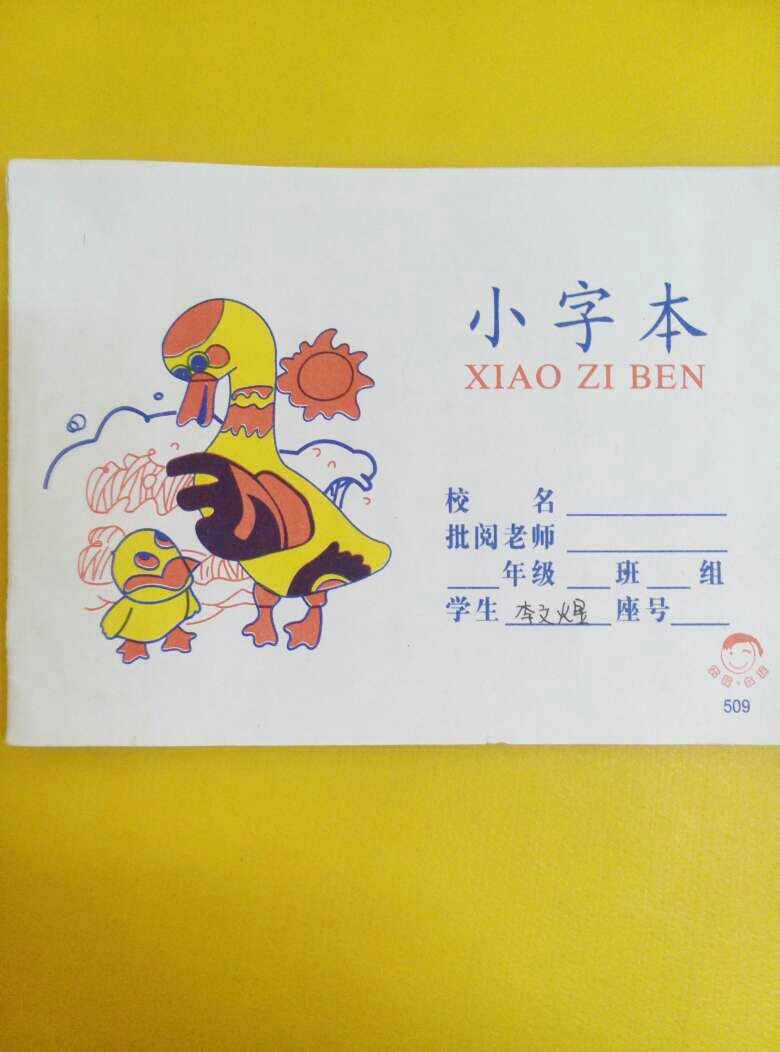 小字本
XIAO ZI BEN
校 名
批阅老师
年级 班 组
学生 李文煜 座号
509